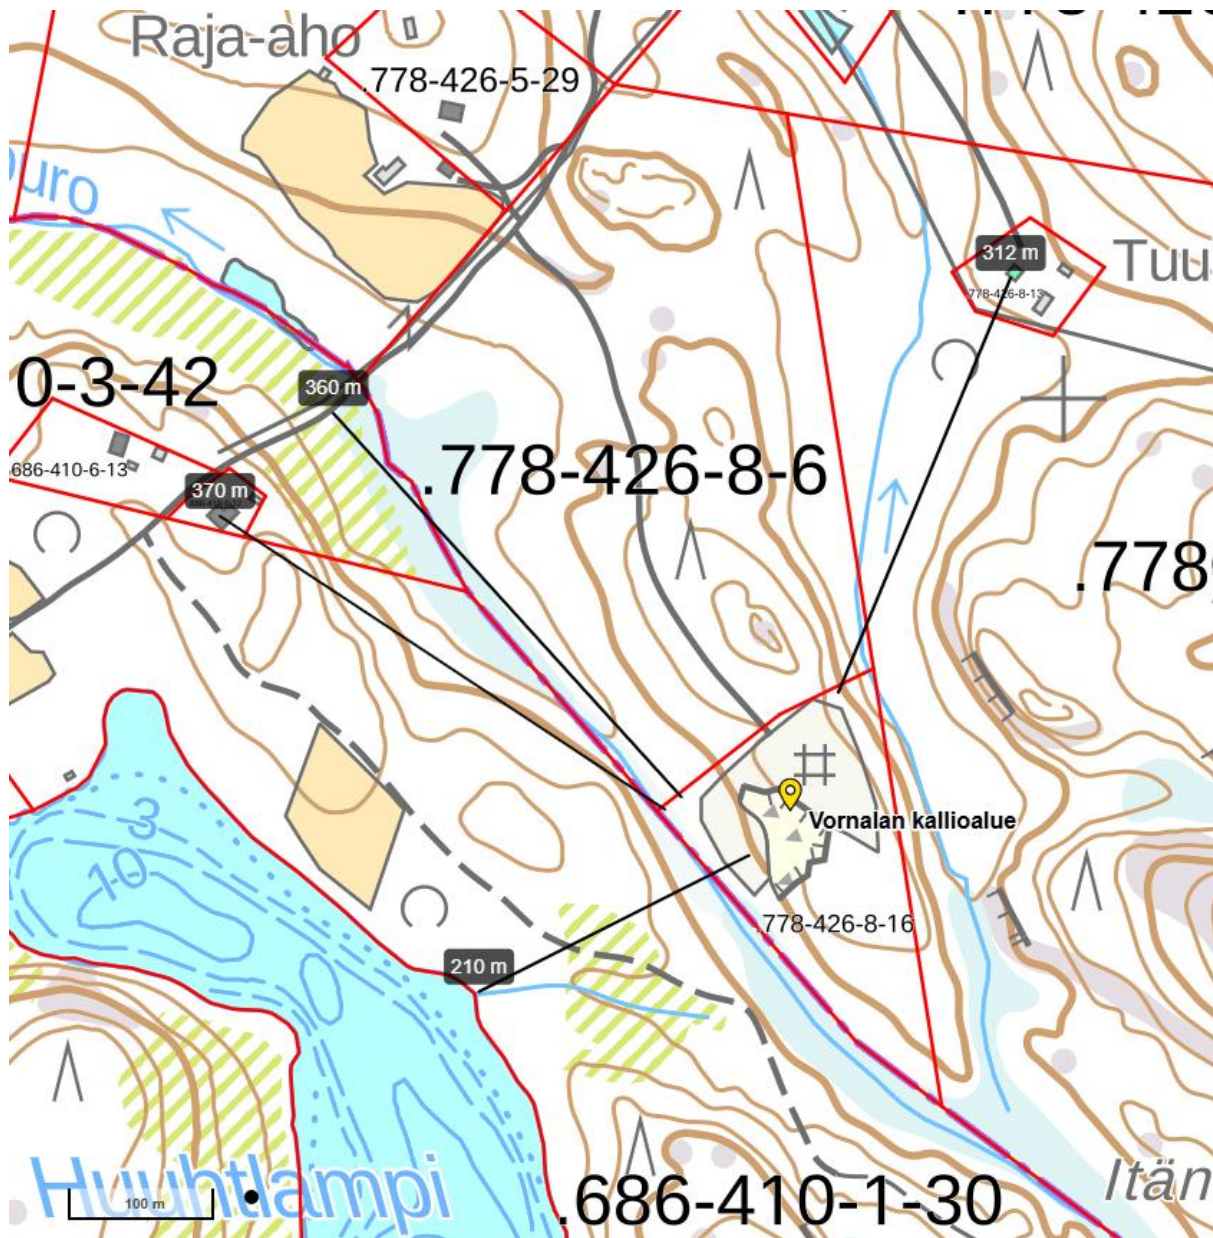 Raja-aho
.778-426-5-29
uro
312 m
Tuu
778-426-8-13
0-3-42
360 m
.778-426-8-6
686-410-6-13
370 m
.778
3
10
Vornalan kallioalue
.778-426-8-16
210 m
Huuhtlampi
100 m
.686-410-1-30
Itän